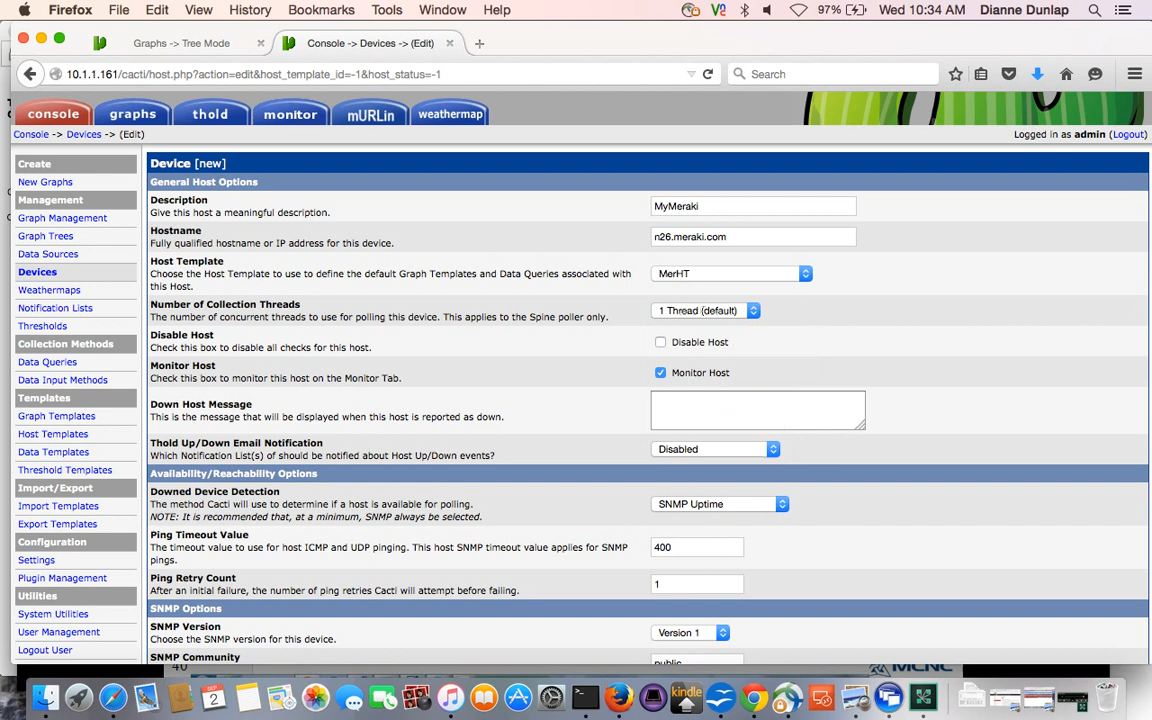 Firefox File Edit View History Bookmarks Tools Window Help 97% Wed 10:34 AM Dianne Dunlap
Graphs -> Tree Mode
Console -> Devices -> (Edit)
10.1.1.161/cacti/host.php?action=edit&host_template_id=-1&host_status=-1
Search
console graphs thold monitor mURLin weathermap
Console -> Devices -> (Edit)
Logged in as admin (Logout)
Create
New Graphs
Management
Graph Management
Graph Trees
Data Sources
Devices
Weathermaps
Notification Lists
Thresholds
Collection Methods
Data Queries
Data Input Methods
Templates
Graph Templates
Host Templates
Data Templates
Threshold Templates
Import/Export
Import Templates
Export Templates
Configuration
Settings
Plugin Management
Utilities
System Utilities
User Management
Logout User
Device [new]
General Host Options
Description
Give this host a meaningful description.
MyMeraki
Hostname
Fully qualified hostname or IP address for this device.
n26.meraki.com
Host Template
Choose the Host Template to use to define the default Graph Templates and Data Queries associated with
this Host.
MerHT
Number of Collection Threads
The number of concurrent threads to use for polling this device. This applies to the Spine poller only.
1 Thread (default)
Disable Host
Check this box to disable all checks for this host.
Disable Host
Monitor Host
Check this box to monitor this host on the Monitor Tab.
Monitor Host
Down Host Message
This is the message that will be displayed when this host is reported as down.
Thold Up/Down Email Notification
Which Notification List(s) of should be notified about Host Up/Down events?
Disabled
Availability/Reachability Options
Downed Device Detection
The method Cacti will use to determine if a host is available for polling.
NOTE: It is recommended that, at a minimum, SNMP always be selected.
SNMP Uptime
Ping Timeout Value
The timeout value to use for host ICMP and UDP pinging. This host SNMP timeout value applies for SNMP
pings.
400
Ping Retry Count
After an initial failure, the number of ping retries Cacti will attempt before failing.
1
SNMP Options
SNMP Version
Choose the SNMP version for this device.
Version 1
SNMP Community
public
40
MCNC
2
kindle